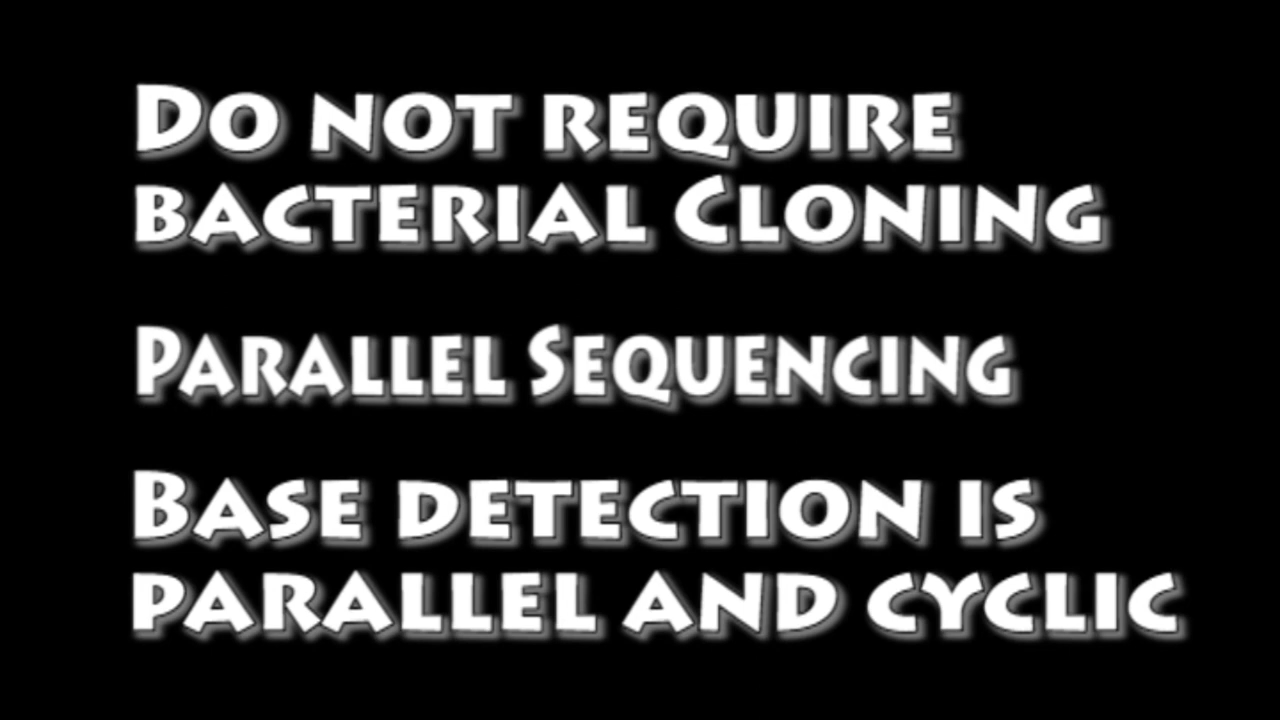 Do not require
bacterial Cloning
Parallel Sequencing
Base detection is
parallel and cyclic